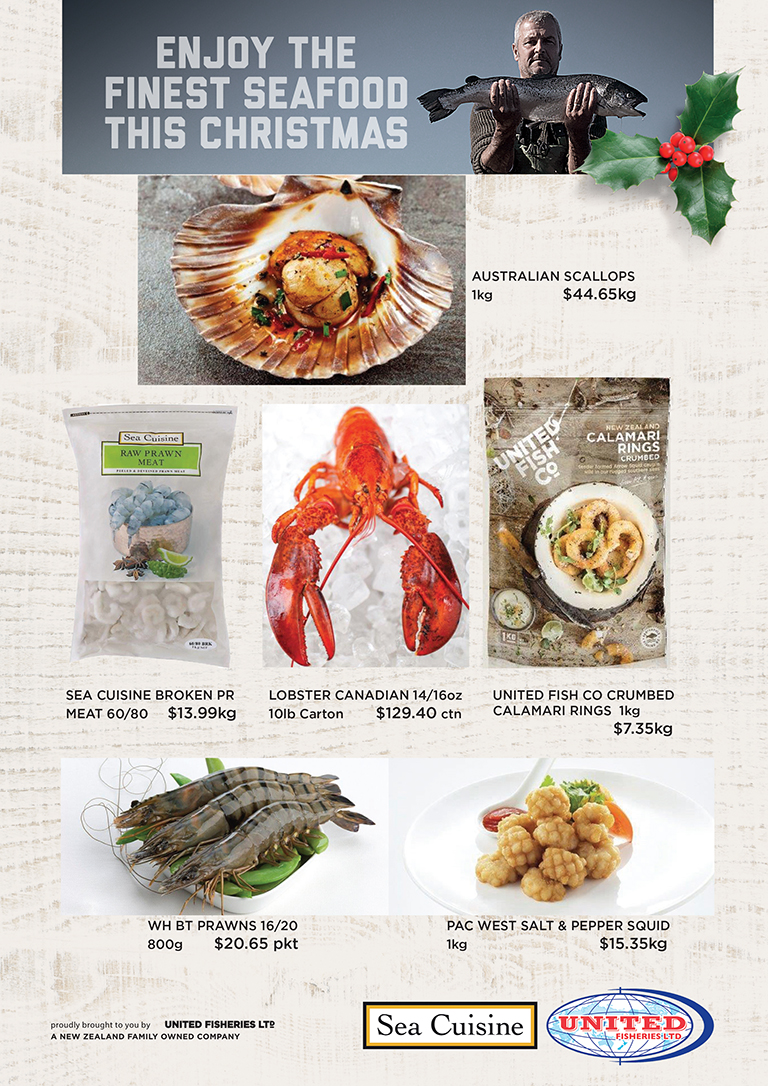 ENJOY THE
FINEST SEAFOOD
THIS CHRISTMAS
AUSTRALIAN SCALLOPS
1kg $44.65kg
Sea Cuisine
RAW PRAWN
MEAT
PEELED & DEVEINED PRAWN MEAT
60/80 BRK
UNITED
FISH
CO
NEW ZEALAND
CALAMARI
RINGS
CRUMBED
1KG
SEA CUISINE BROKEN PR
MEAT 60/80 $13.99kg
LOBSTER CANADIAN 14/16oz
10lb Carton $129.40 ctn
UNITED FISH CO CRUMBED
CALAMARI RINGS 1kg
$7.35kg
WH BT PRAWNS 16/20
800g $20.65 pkt
PAC WEST SALT & PEPPER SQUID
1kg $15.35kg
proudly brought to you by UNITED FISHERIES LTD
A NEW ZEALAND FAMILY OWNED COMPANY
Sea Cuisine
UNITED
FISHERIES LTD.